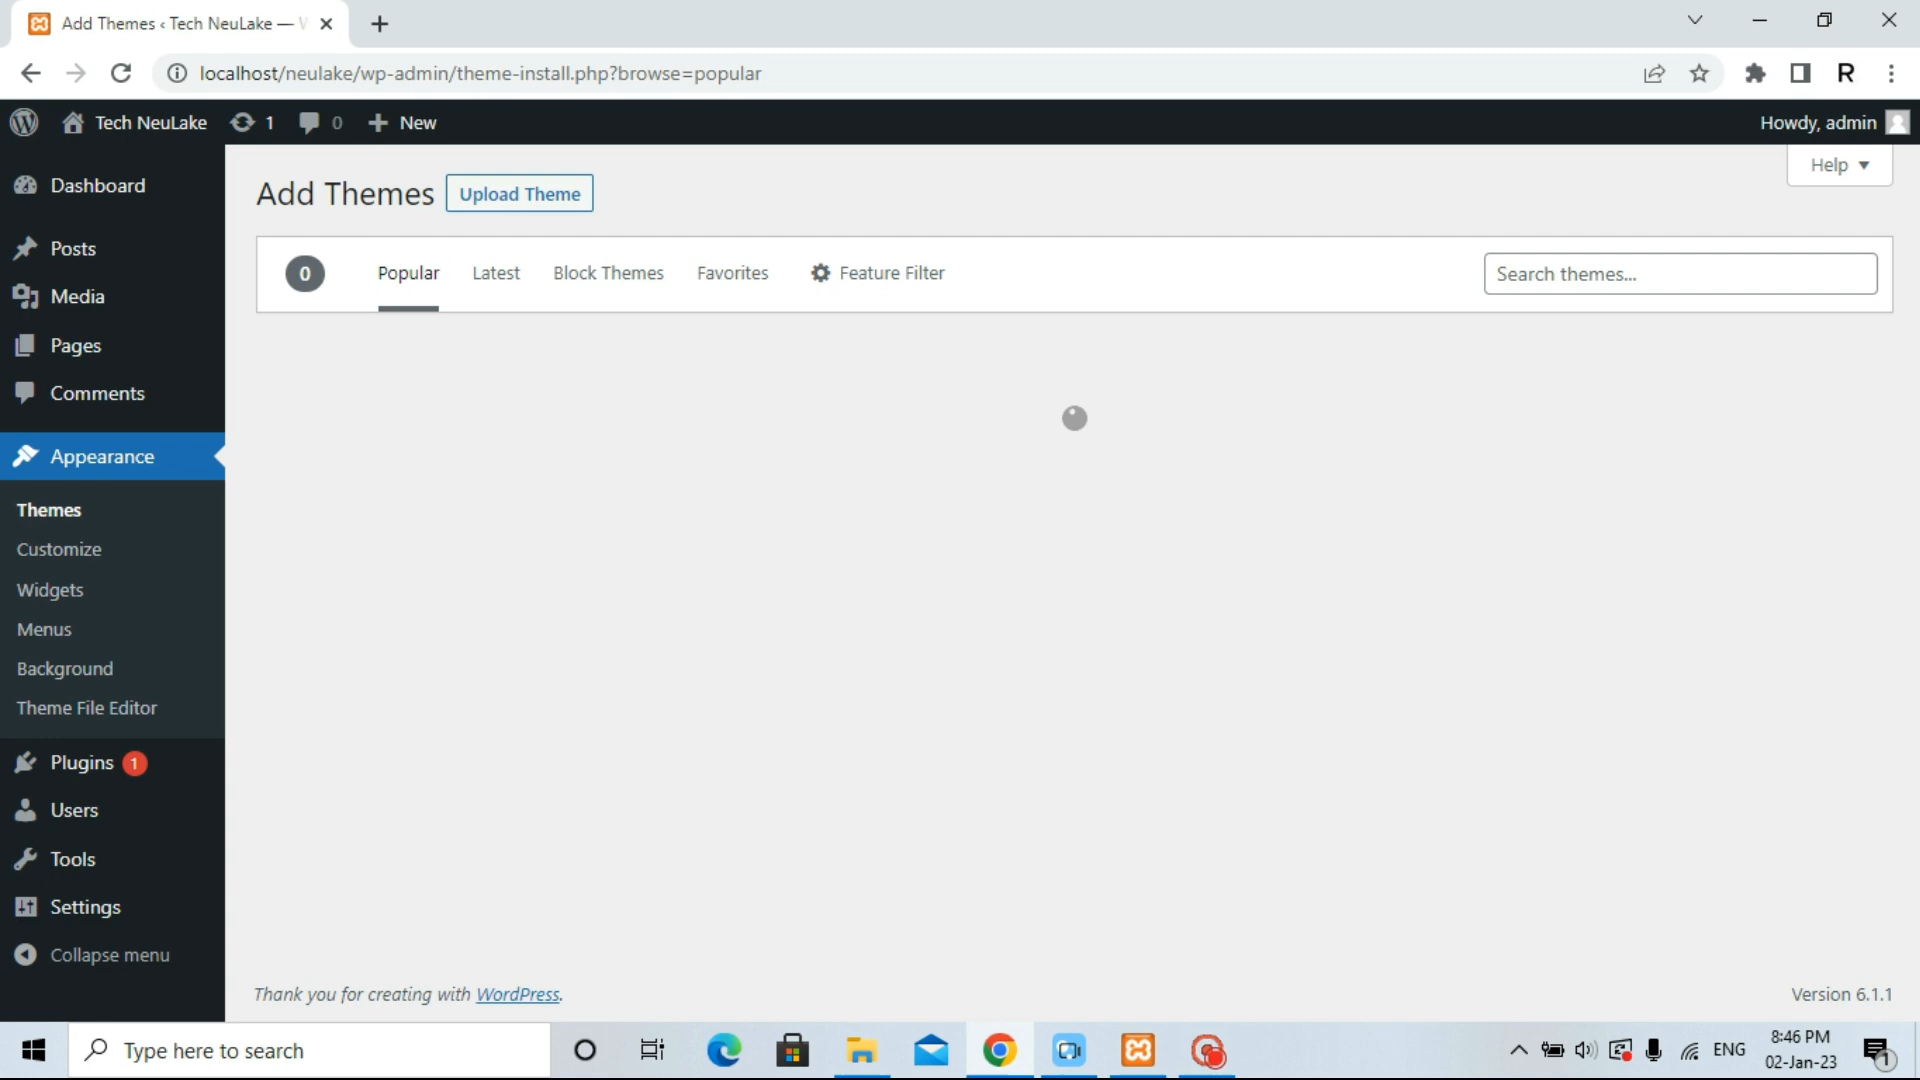 Add Themes ‹ Tech NeuLake —
localhost/neulake/wp-admin/theme-install.php?browse=popular
R
Tech NeuLake 1 0 New
Howdy, admin
Help ▼
Dashboard
Posts
Media
Pages
Comments
Appearance
Themes
Customize
Widgets
Menus
Background
Theme File Editor
Plugins 1
Users
Tools
Settings
Collapse menu
Add Themes Upload Theme
0 Popular Latest Block Themes Favorites Feature Filter
Search themes...
Thank you for creating with WordPress.
Version 6.1.1
Type here to search
ENG
8:46 PM
02-Jan-23
1